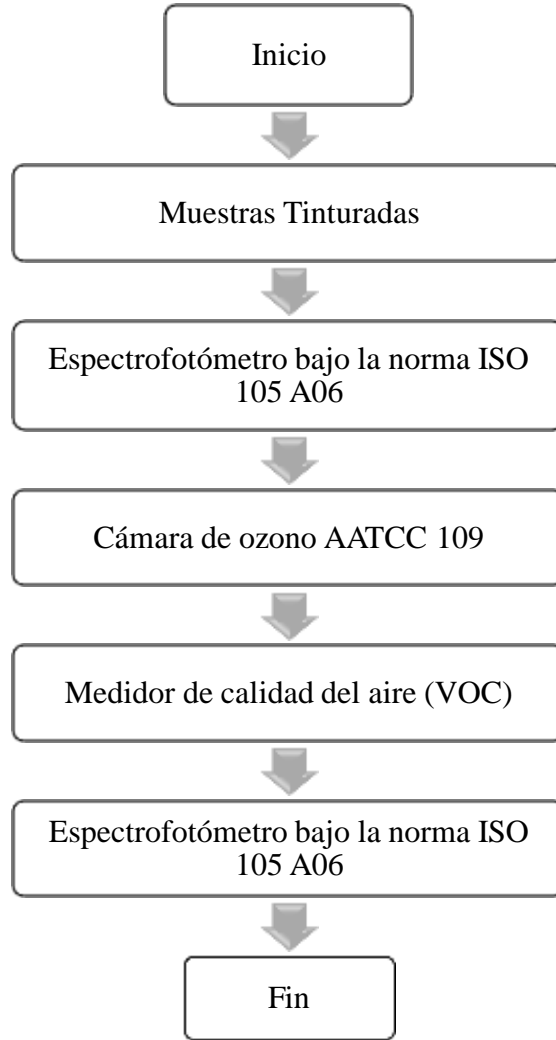 Inicio
Muestras Tinturadas
Espectrofotómetro bajo la norma ISO
105 A06
Cámara de ozono AATCC 109
Medidor de calidad del aire (VOC)
Espectrofotómetro bajo la norma ISO
105 A06
Fin